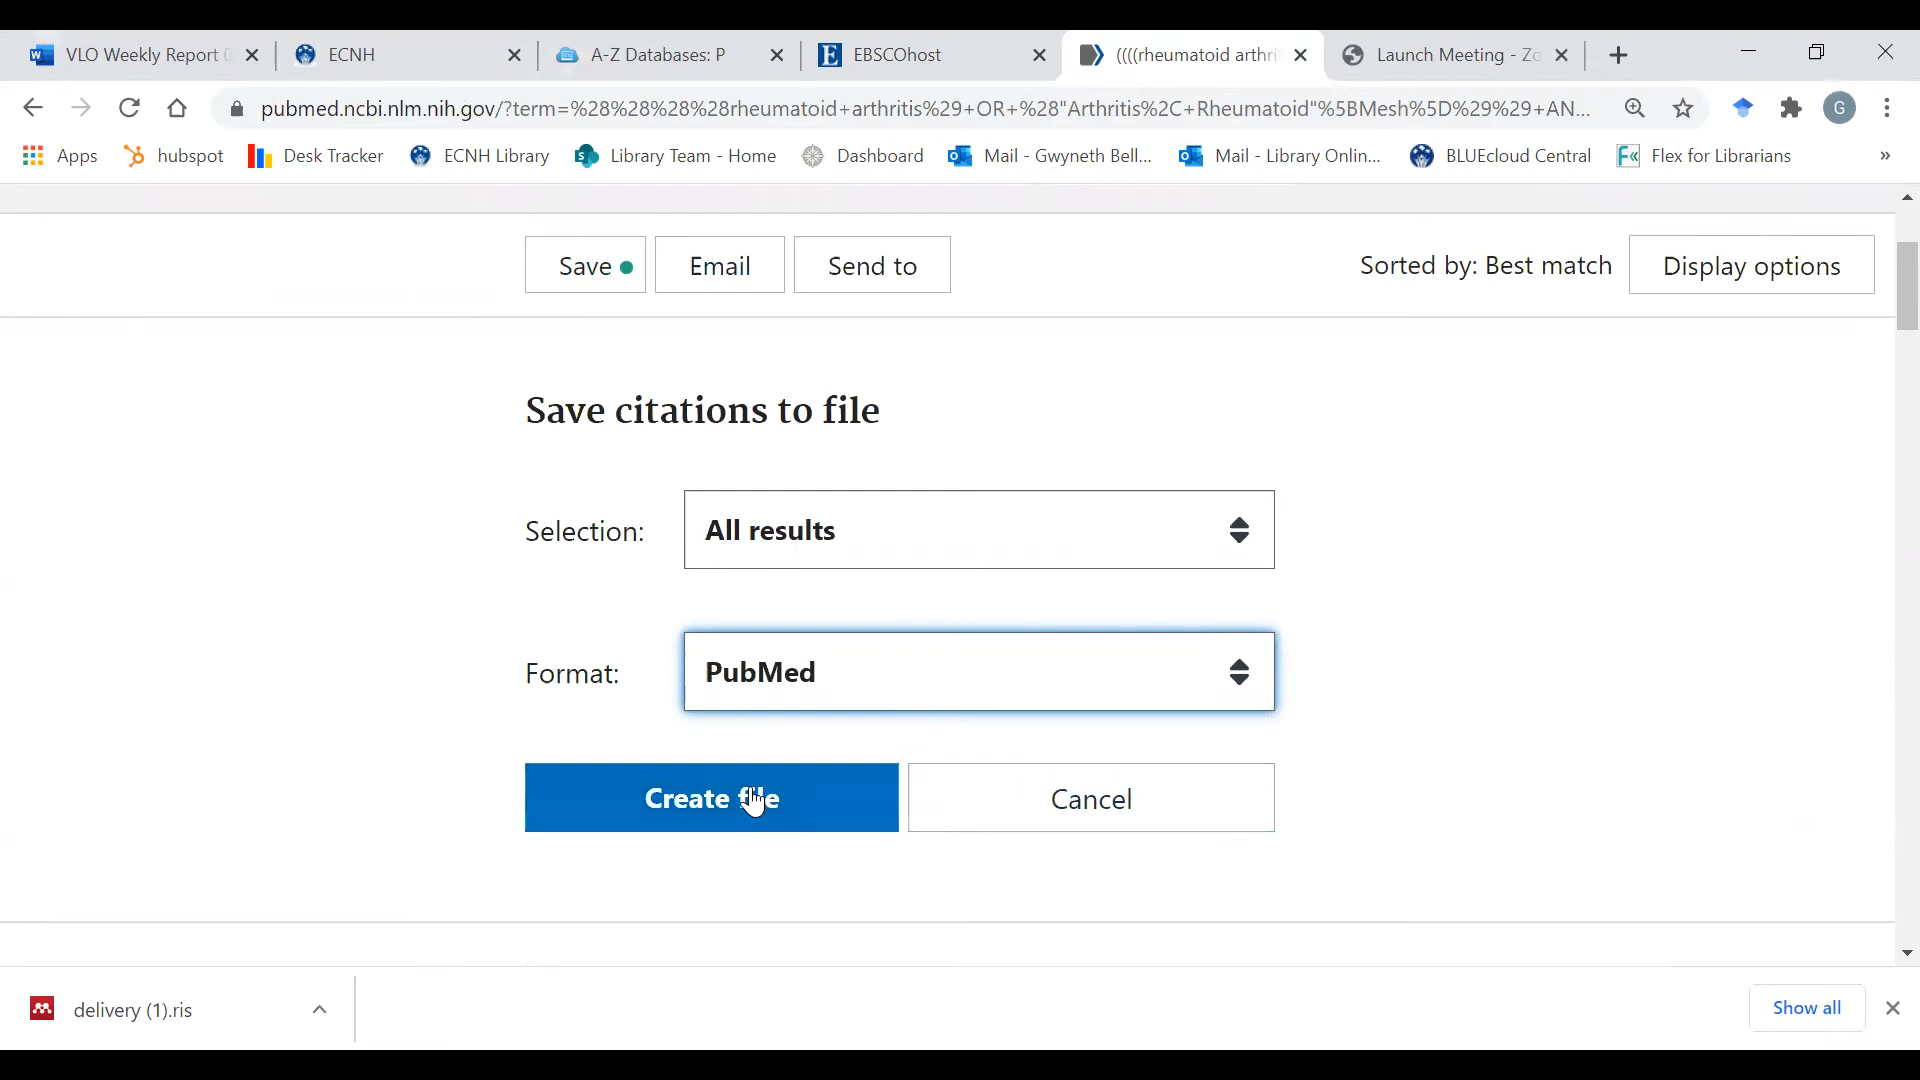 VLO Weekly Report
ECNH
A-Z Databases: P
EBSCOhost
((((rheumatoid arthri
Launch Meeting - Zo
pubmed.ncbi.nlm.nih.gov/?term=%28%28%28%28rheumatoid+arthritis%29+OR+%28"Arthritis%2C+Rheumatoid"%5BMesh%5D%29%29+AN...
G
Apps
hubspot
Desk Tracker
ECNH Library
Library Team - Home
Dashboard
Mail - Gwyneth Bell...
Mail - Library Onlin...
BLUEcloud Central
Flex for Librarians
»
Save
Email
Send to
Sorted by: Best match
Display options
Save citations to file
Selection:
All results
Format:
PubMed
Create file
Cancel
delivery (1).ris
Show all